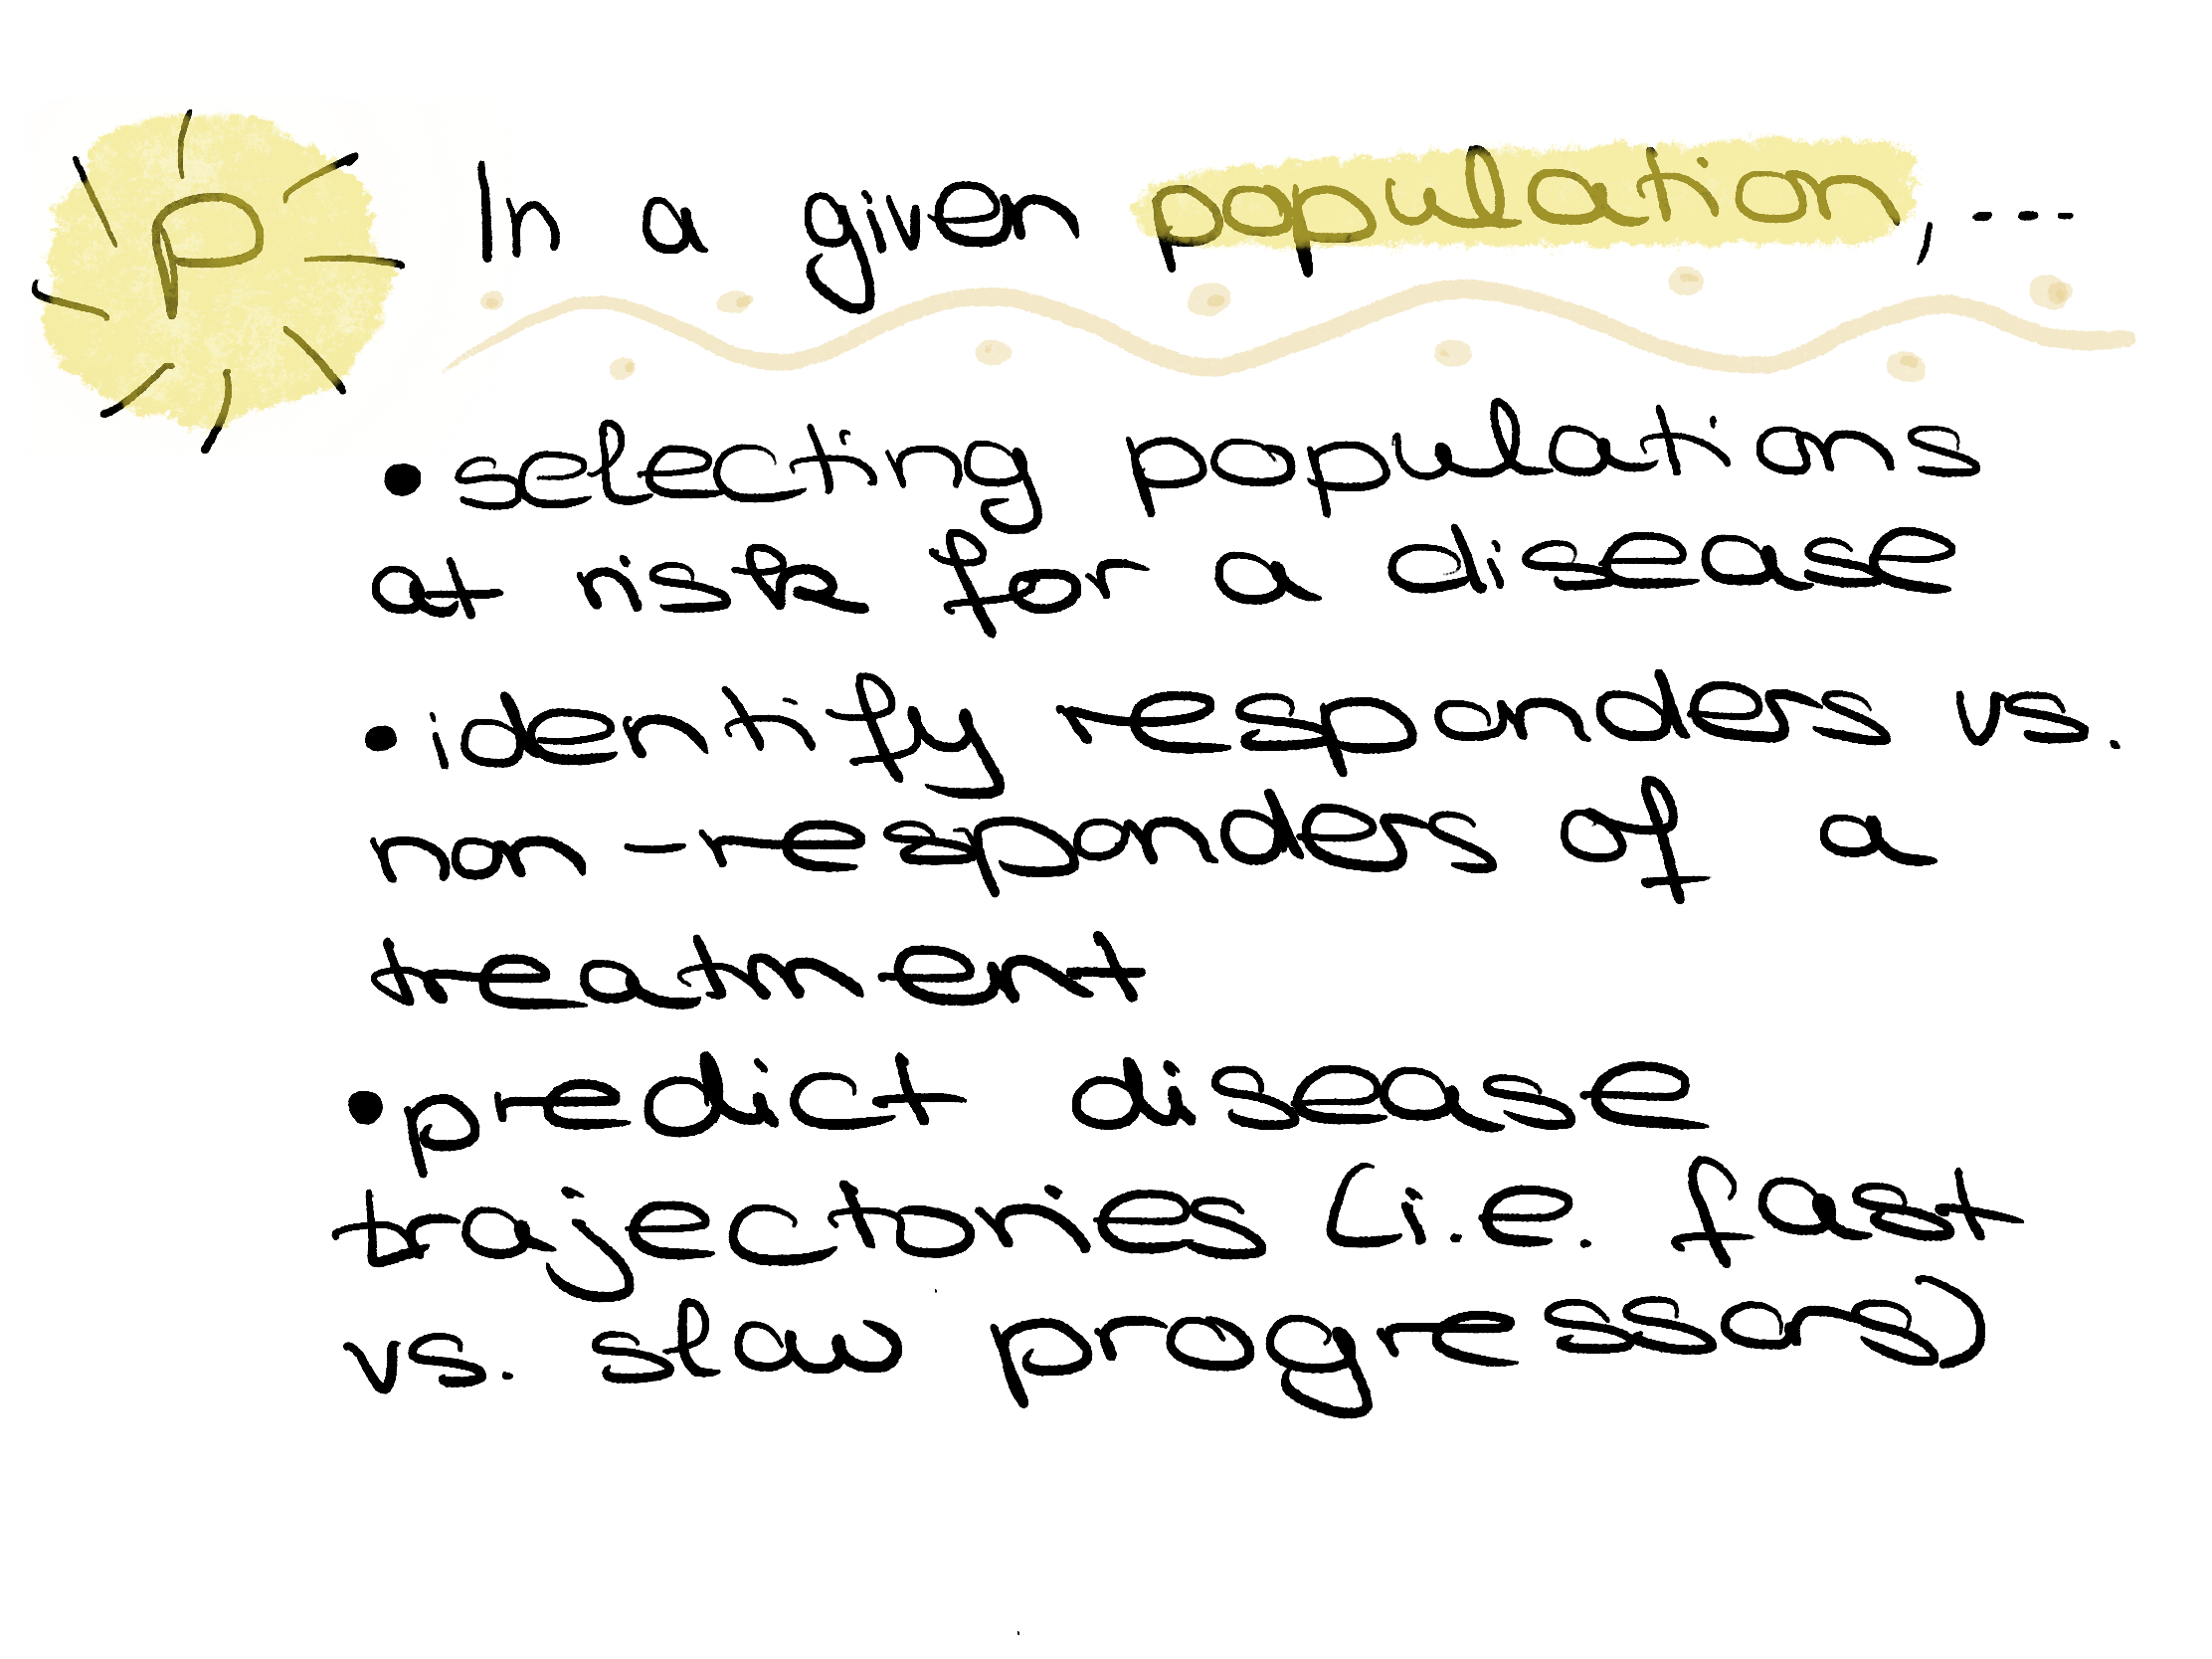 P
In a given population, ...
• selecting populations
at risk for a disease
• identify responders vs.
non-responders of a
treatment
• predict disease
trajectories (i.e. fast
vs. slow progressors)